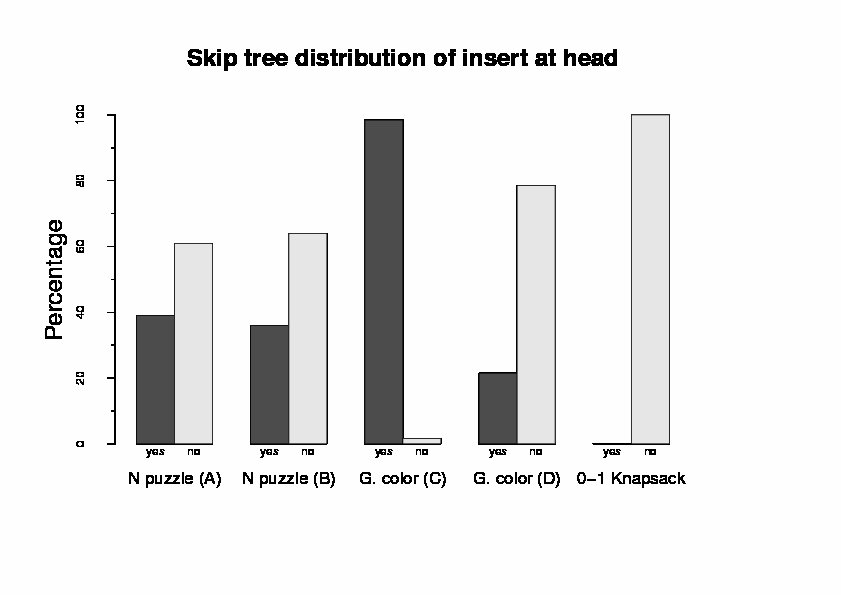 Skip tree distribution of insert at head
Percentage
100
80
60
40
20
0
yes no yes no yes no yes no yes no
N puzzle (A) N puzzle (B) G. color (C) G. color (D) 0−1 Knapsack